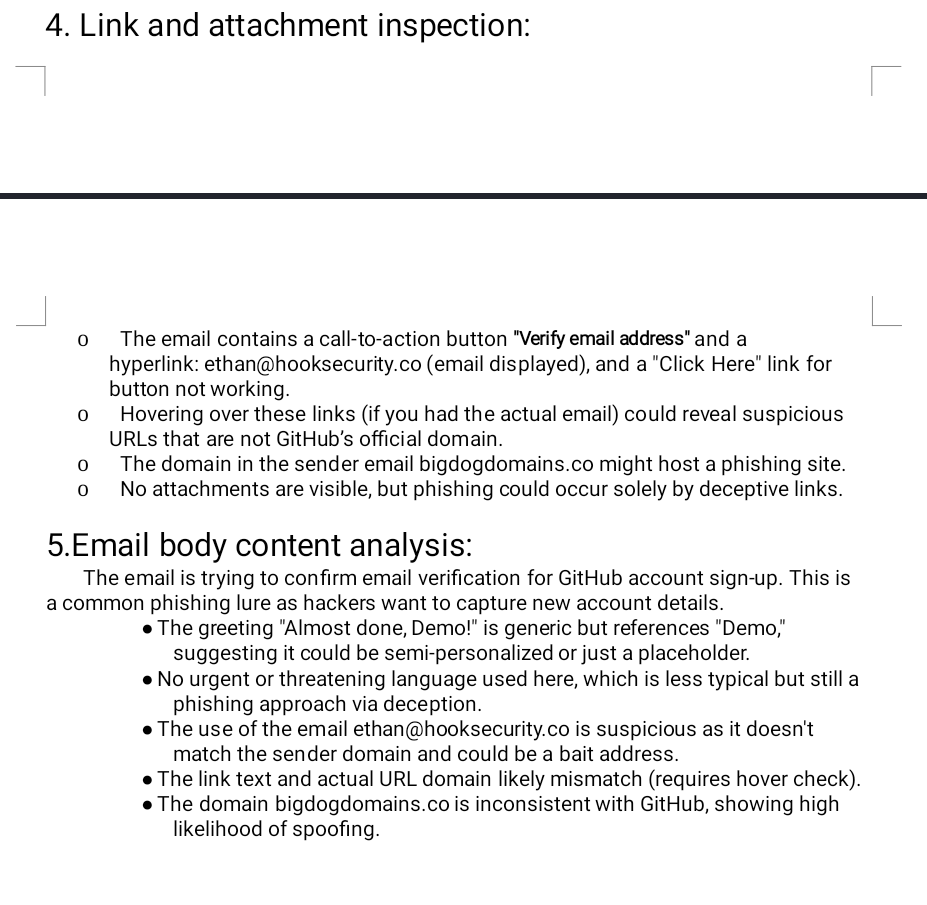 4. Link and attachment inspection:
o The email contains a call-to-action button "Verify email address" and a
hyperlink: ethan@hooksecurity.co (email displayed), and a "Click Here" link for
button not working.
o Hovering over these links (if you had the actual email) could reveal suspicious
URLs that are not GitHub’s official domain.
o The domain in the sender email bigdogdomains.co might host a phishing site.
o No attachments are visible, but phishing could occur solely by deceptive links.
5.Email body content analysis:
The email is trying to confirm email verification for GitHub account sign-up. This is
a common phishing lure as hackers want to capture new account details.
● The greeting "Almost done, Demo!" is generic but references "Demo,"
suggesting it could be semi-personalized or just a placeholder.
● No urgent or threatening language used here, which is less typical but still a
phishing approach via deception.
● The use of the email ethan@hooksecurity.co is suspicious as it doesn't
match the sender domain and could be a bait address.
● The link text and actual URL domain likely mismatch (requires hover check).
● The domain bigdogdomains.co is inconsistent with GitHub, showing high
likelihood of spoofing.